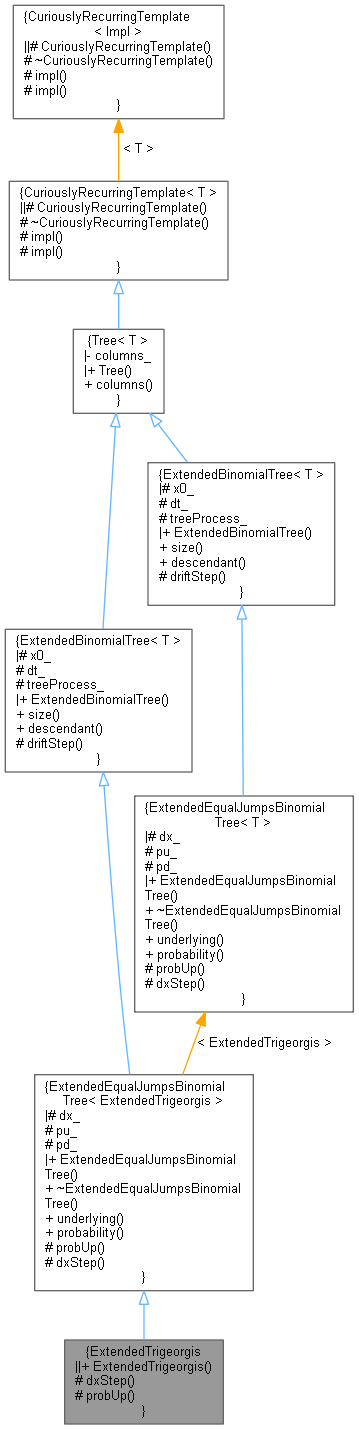 {CuriouslyRecurringTemplate
< Impl >
||# CuriouslyRecurringTemplate()
# ~CuriouslyRecurringTemplate()
# impl()
# impl()
}
< T >
{CuriouslyRecurringTemplate< T >
||# CuriouslyRecurringTemplate()
# ~CuriouslyRecurringTemplate()
# impl()
# impl()
}
{Tree< T >
|- columns_
|+ Tree()
+ columns()
}
{ExtendedBinomialTree< T >
|# x0_
# dt_
# treeProcess_
|+ ExtendedBinomialTree()
+ size()
+ descendant()
# driftStep()
}
{ExtendedBinomialTree< T >
|# x0_
# dt_
# treeProcess_
|+ ExtendedBinomialTree()
+ size()
+ descendant()
# driftStep()
}
{ExtendedEqualJumpsBinomial
Tree< T >
|# dx_
# pu_
# pd_
|+ ExtendedEqualJumpsBinomial
Tree()
+ ~ExtendedEqualJumpsBinomial
Tree()
+ underlying()
+ probability()
# probUp()
# dxStep()
}
< ExtendedTrigeorgis >
{ExtendedEqualJumpsBinomial
Tree< ExtendedTrigeorgis >
|# dx_
# pu_
# pd_
|+ ExtendedEqualJumpsBinomial
Tree()
+ ~ExtendedEqualJumpsBinomial
Tree()
+ underlying()
+ probability()
# probUp()
# dxStep()
}
{ExtendedTrigeorgis
||+ ExtendedTrigeorgis()
# dxStep()
# probUp()
}